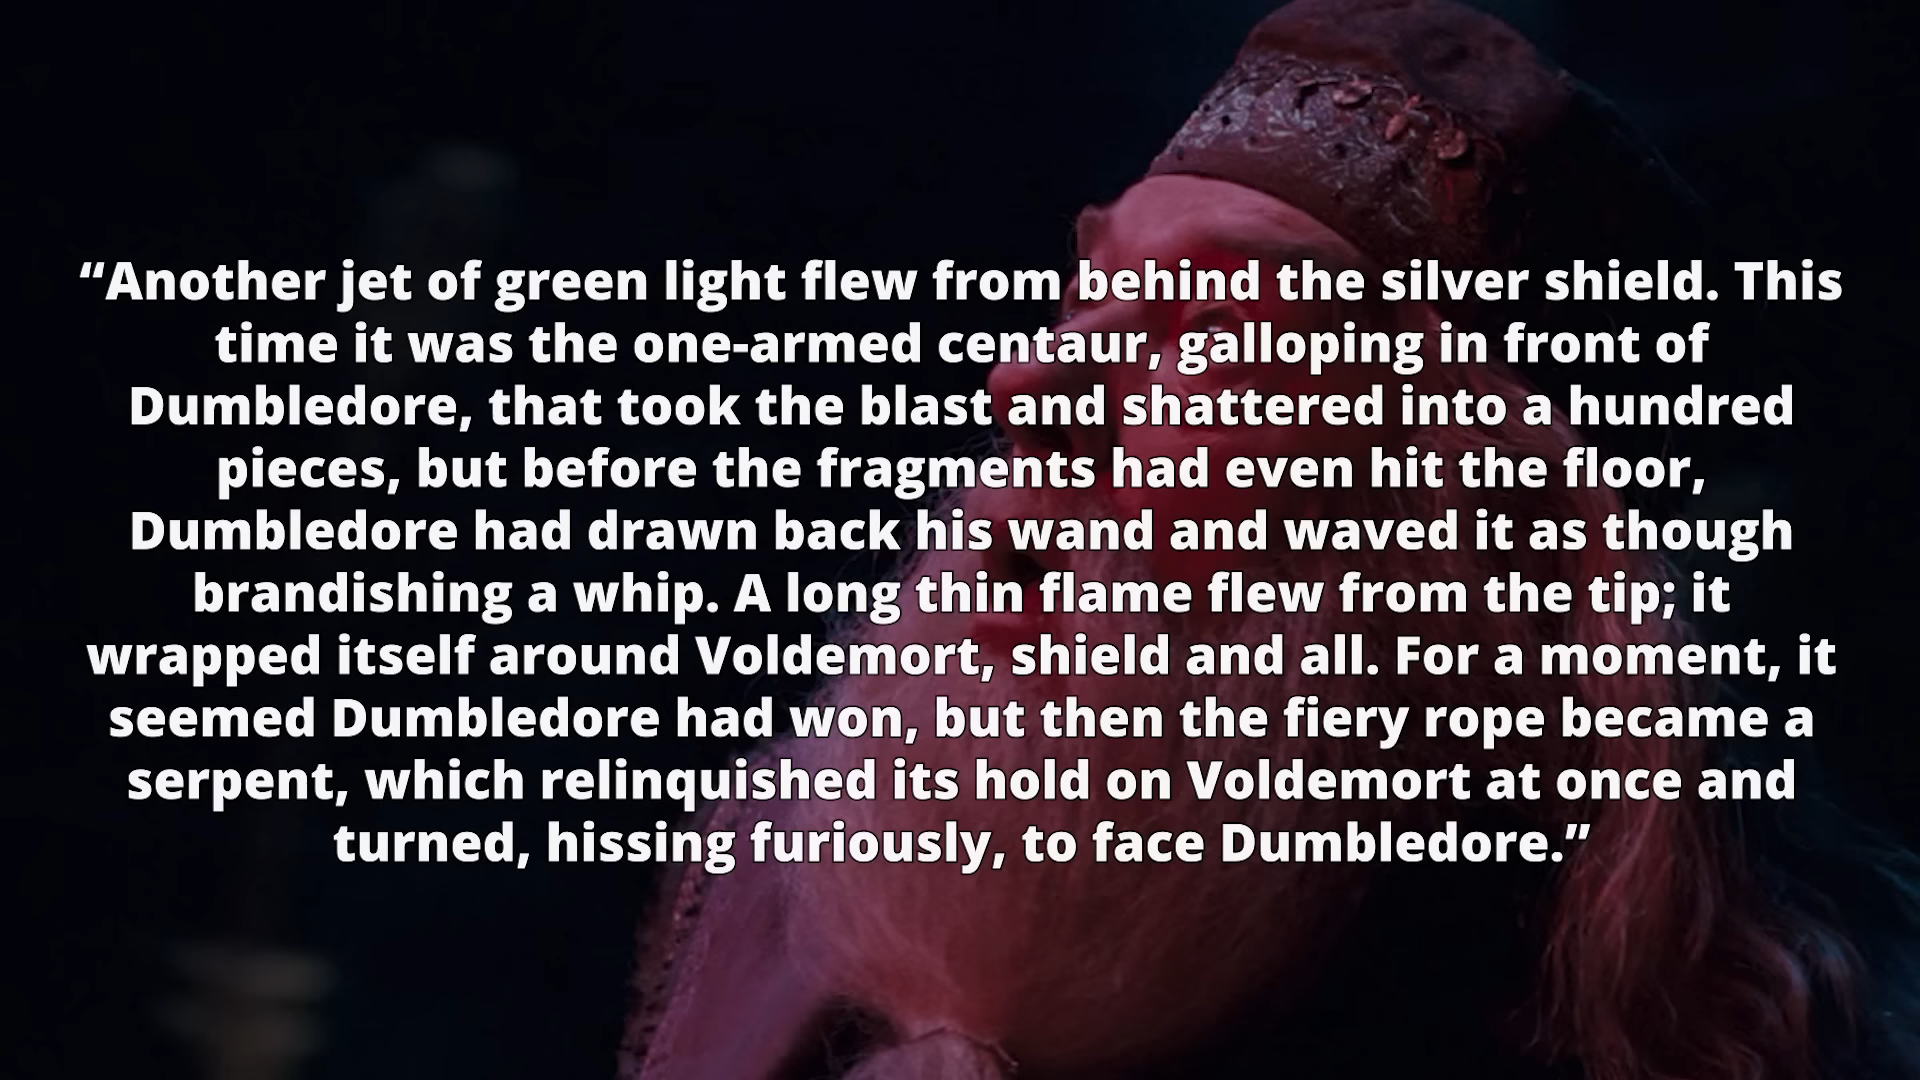 “Another jet of green light flew from behind the silver shield. This
time it was the one-armed centaur, galloping in front of
Dumbledore, that took the blast and shattered into a hundred
pieces, but before the fragments had even hit the floor,
Dumbledore had drawn back his wand and waved it as though
brandishing a whip. A long thin flame flew from the tip; it
wrapped itself around Voldemort, shield and all. For a moment, it
seemed Dumbledore had won, but then the fiery rope became a
serpent, which relinquished its hold on Voldemort at once and
turned, hissing furiously, to face Dumbledore.”